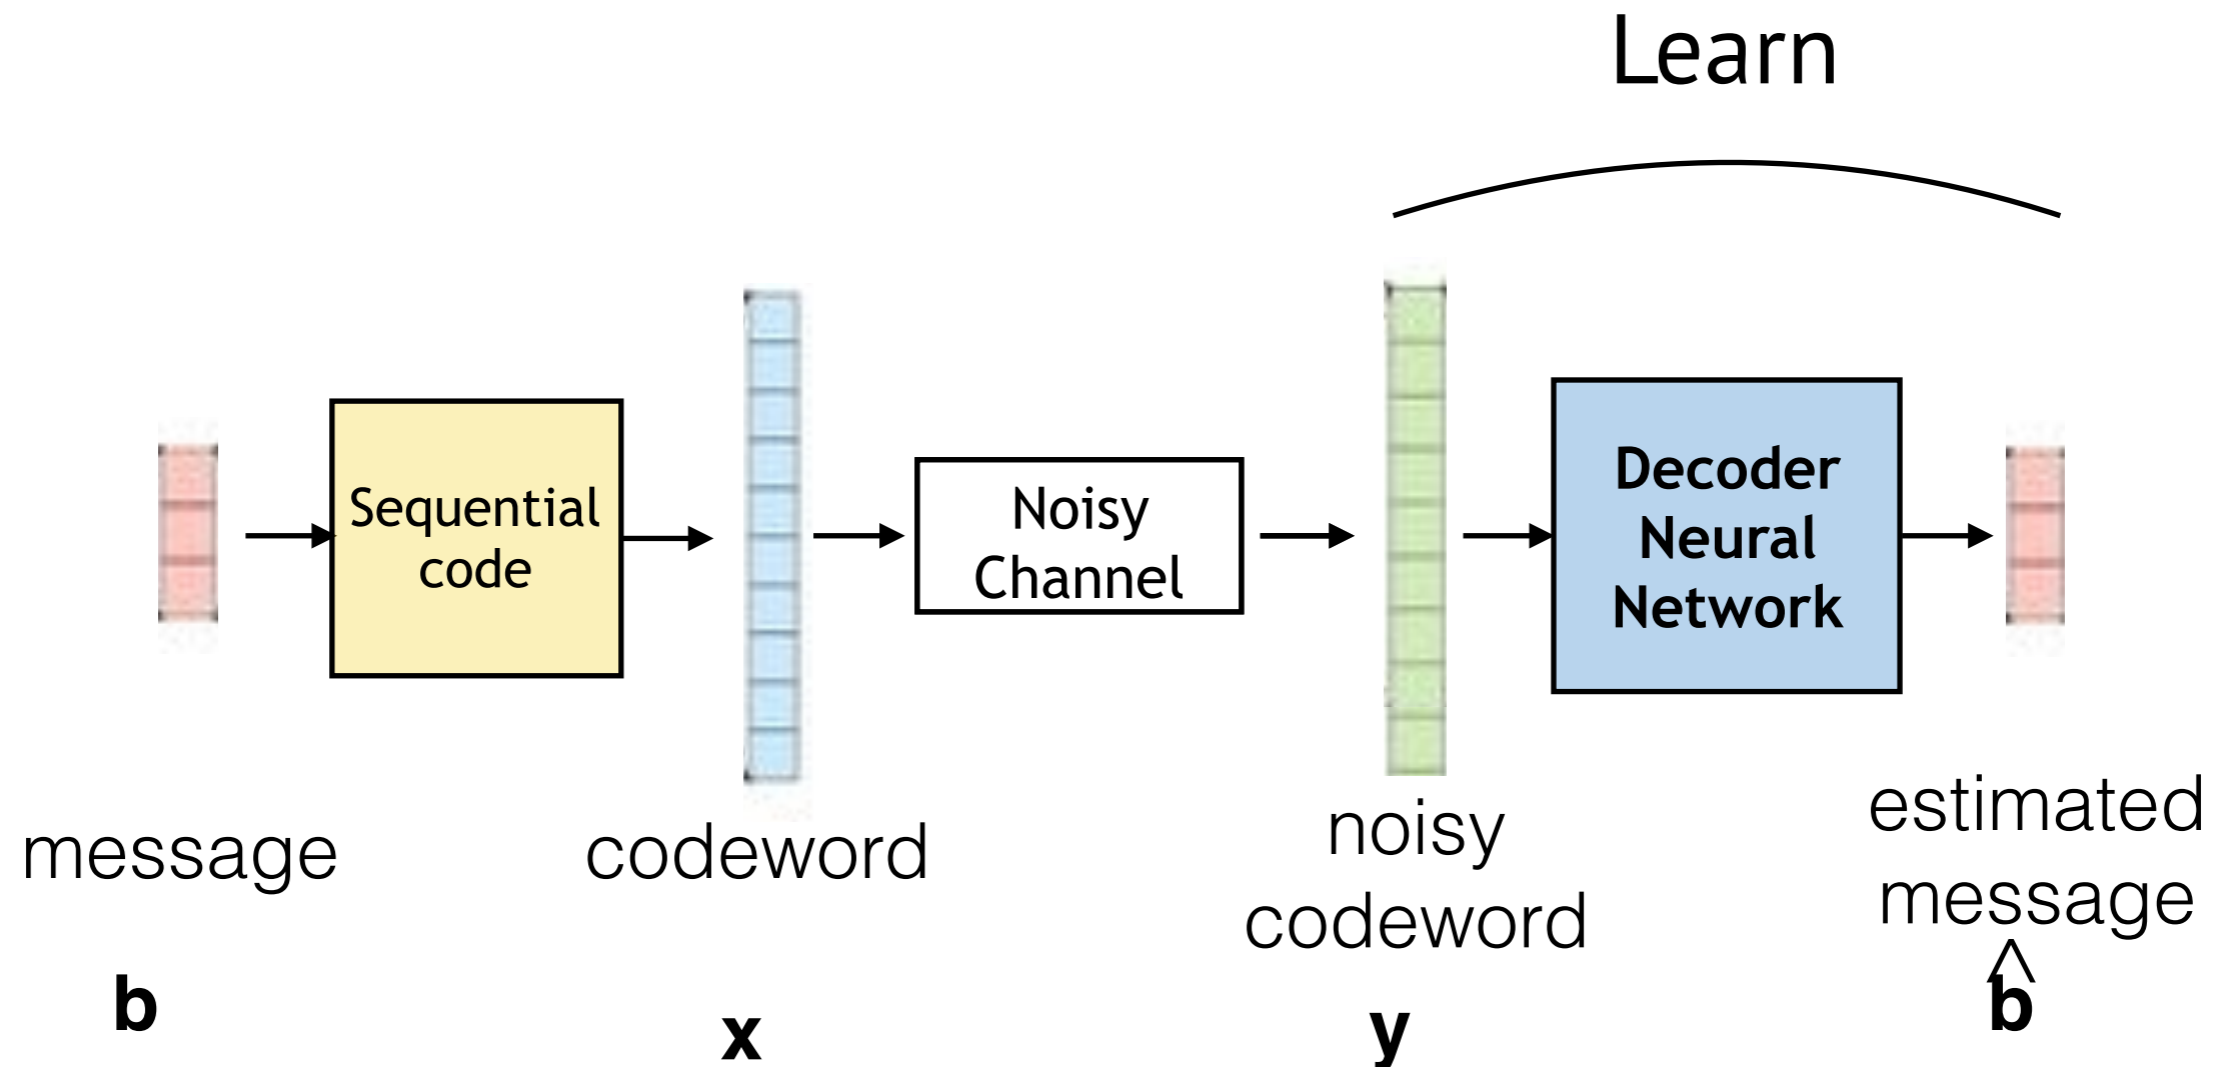 Learn
Sequential
code
Noisy
Channel
Decoder
Neural
Network
message
codeword
noisy
codeword
estimated
message
b
x
y
b̂